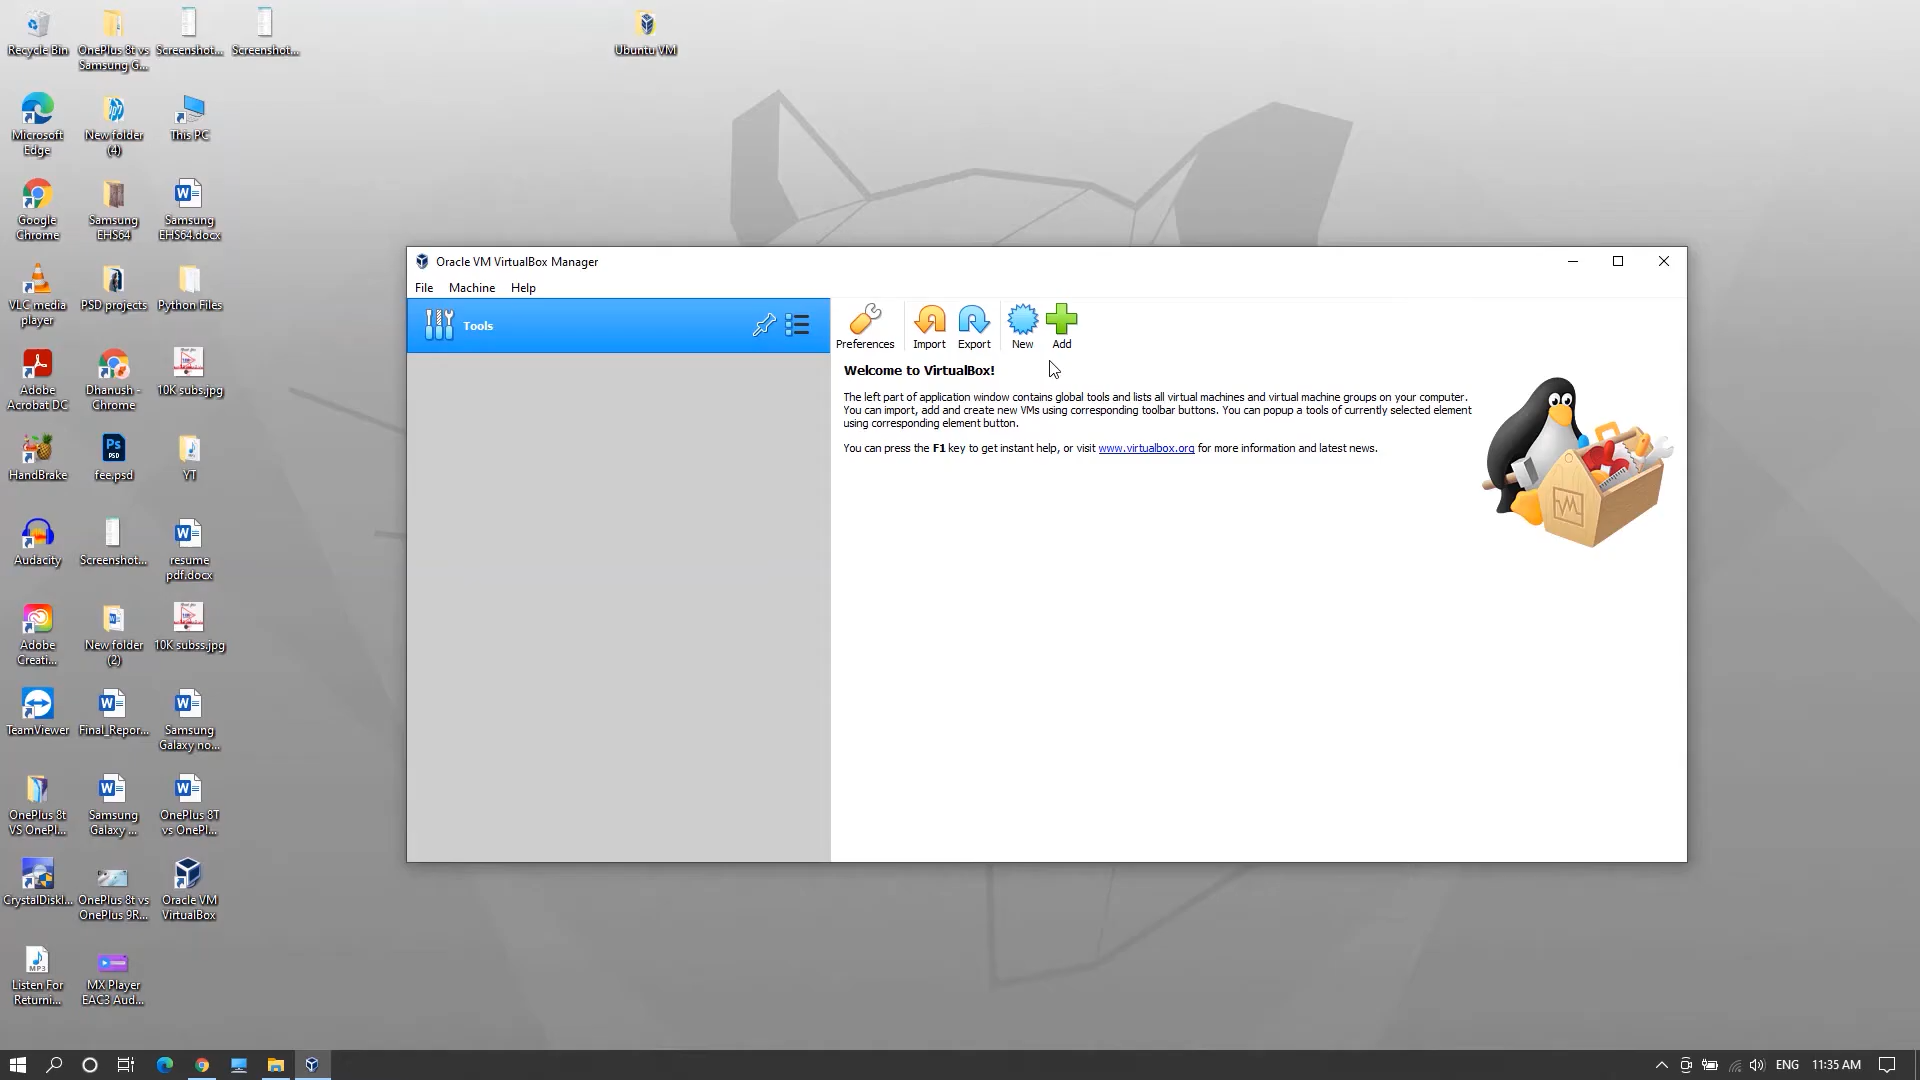 Recycle Bin
OnePlus 8t vs
Samsung G...
Screenshot...
Screenshot...
Ubuntu VM
Microsoft
Edge
New folder
(4)
This PC
Google
Chrome
Samsung
EHS64
Samsung
EHS64.docx
VLC media
player
PSD projects
Python Files
Adobe
Acrobat DC
Dhanush -
Chrome
10K subs.jpg
HandBrake
fee.psd
YT
Audacity
Screenshot...
resume
pdf.docx
Adobe
Creati...
New folder
(2)
10K subss.jpg
TeamViewer
Final_Repor...
Samsung
Galaxy no...
OnePlus 8t
VS OnePl...
Samsung
Galaxy ...
OnePlus 8T
vs OnePl...
CrystalDiskI...
OnePlus 8t vs
OnePlus 9R...
Oracle VM
VirtualBox
Listen For
Returni...
MX Player
EAC3 Aud...
Oracle VM VirtualBox Manager
File Machine Help
Tools
Preferences Import Export New Add
Welcome to VirtualBox!
The left part of application window contains global tools and lists all virtual machines and virtual machine groups on your computer.
You can import, add and create new VMs using corresponding toolbar buttons. You can popup a tools of currently selected element
using corresponding element button.
You can press the F1 key to get instant help, or visit www.virtualbox.org for more information and latest news.
ENG 11:35 AM